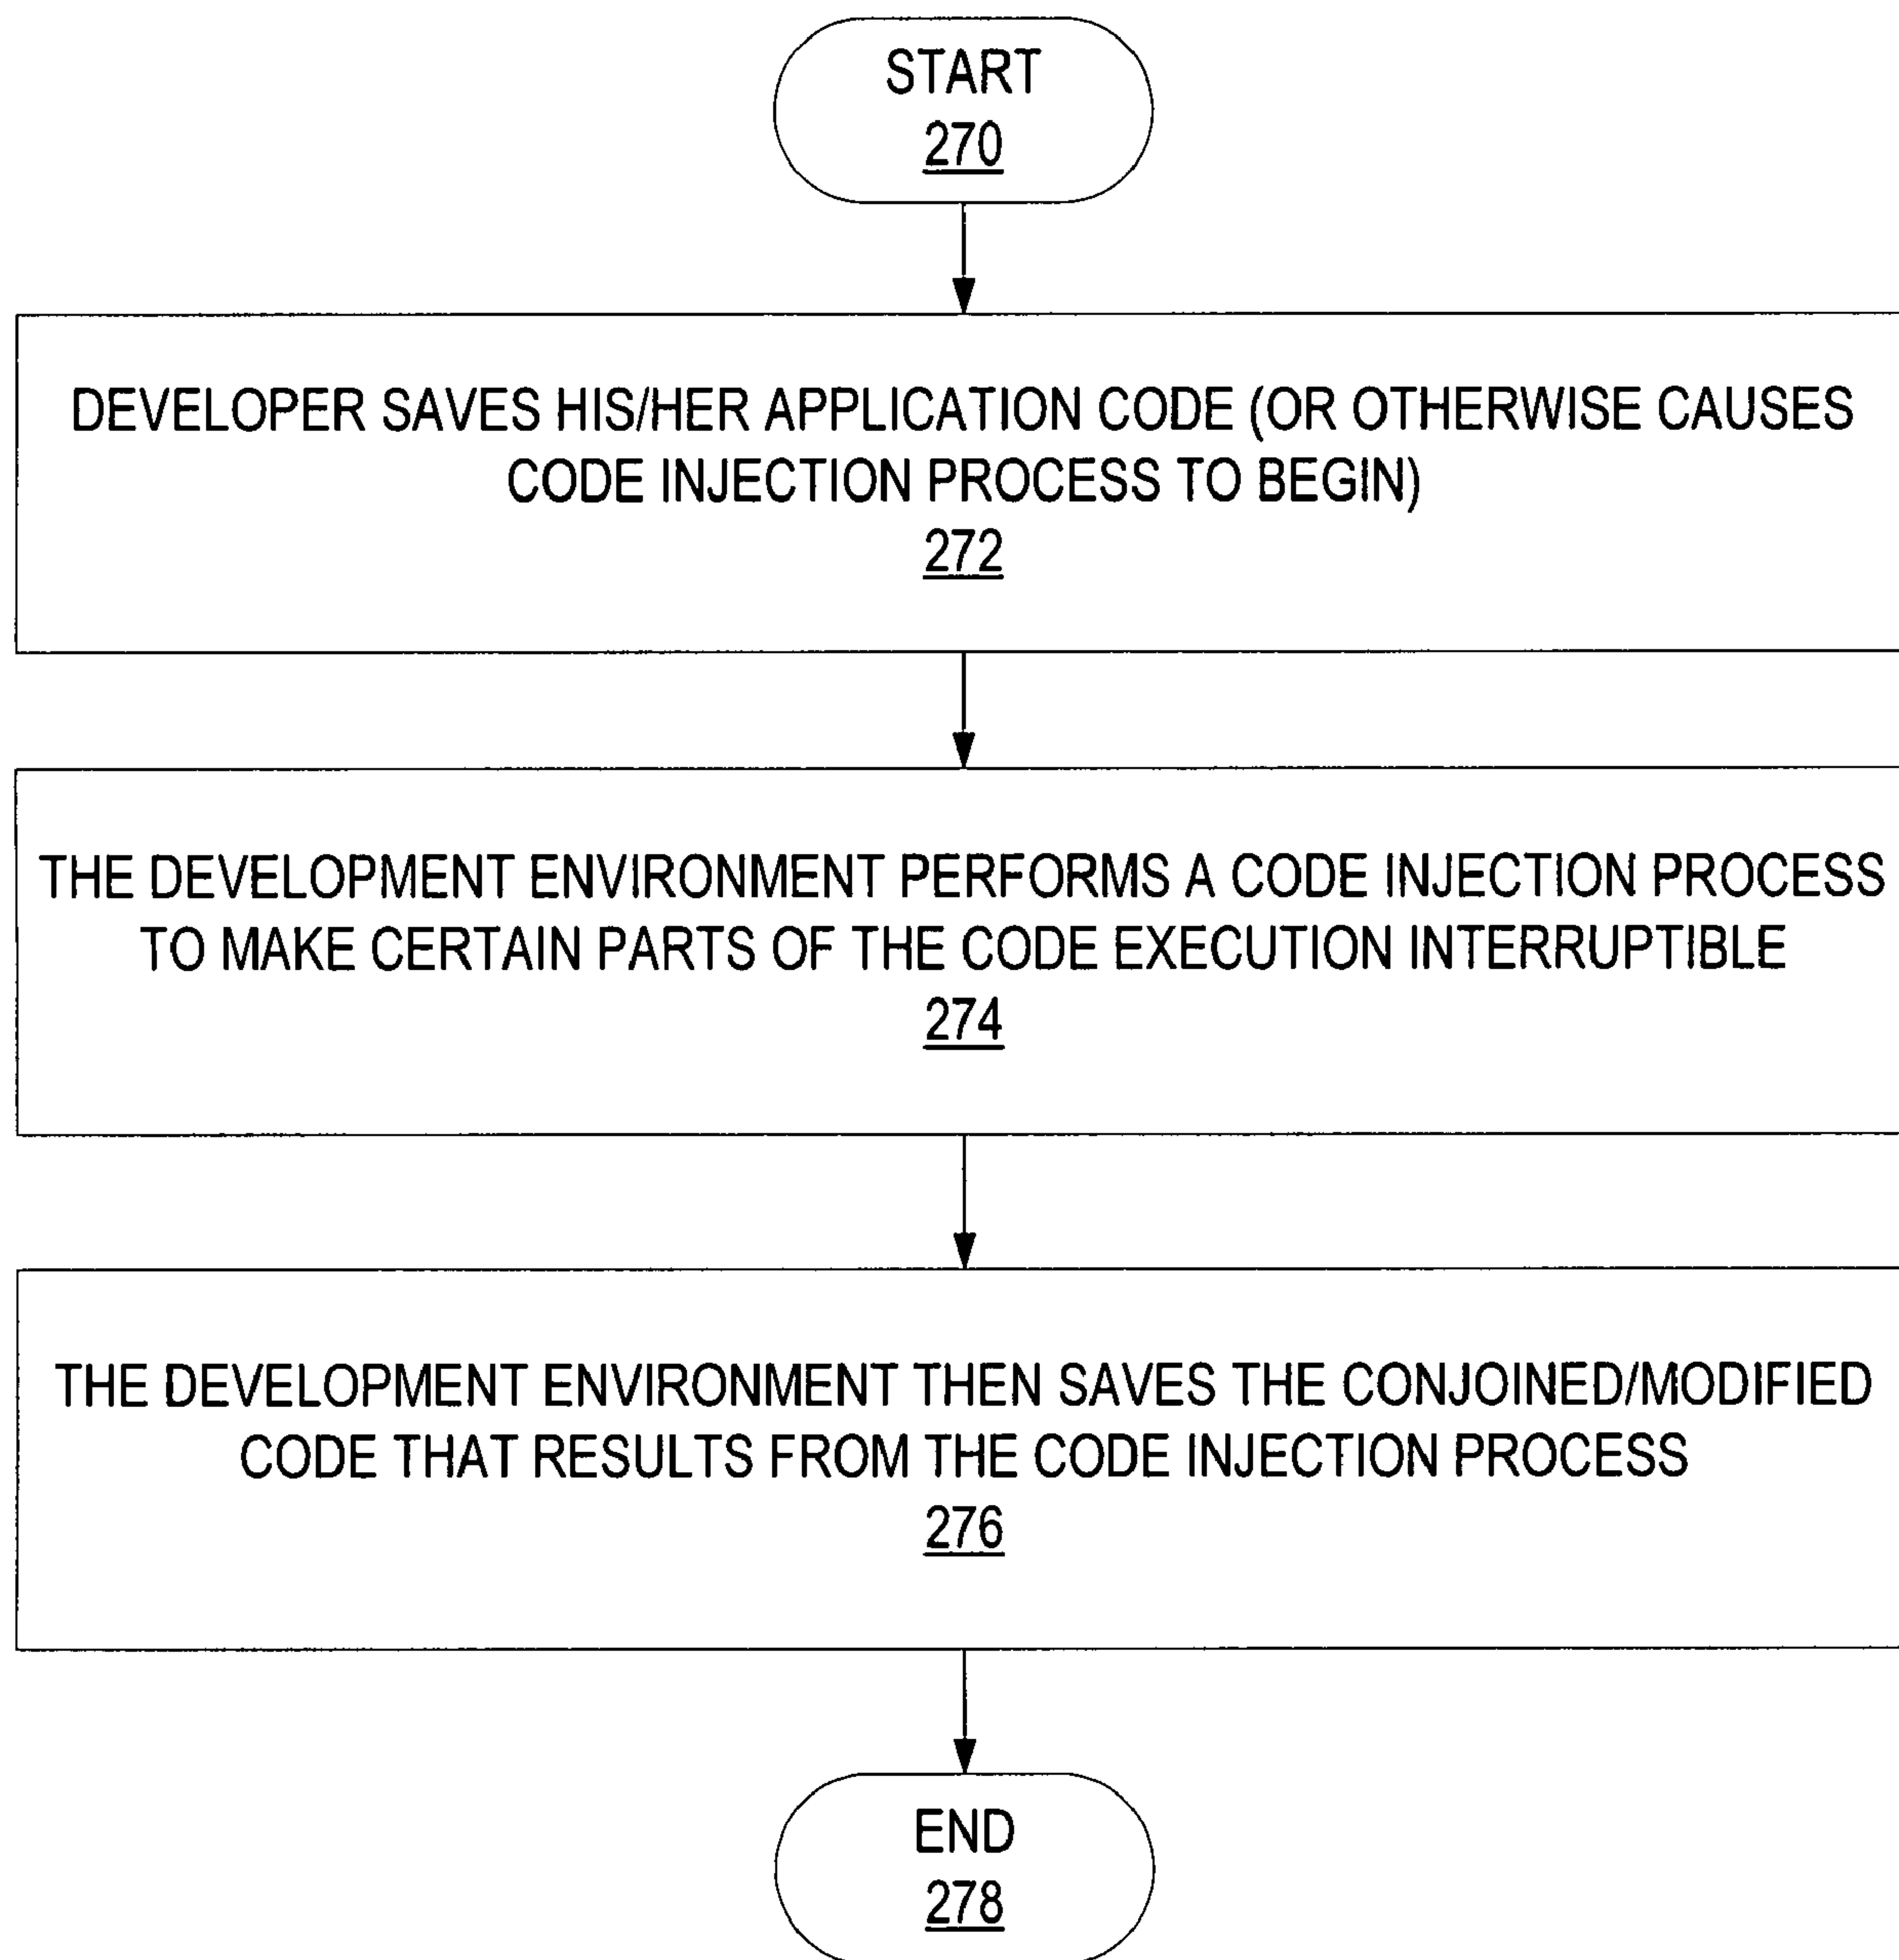 START
270
DEVELOPER SAVES HIS/HER APPLICATION CODE (OR OTHERWISE CAUSES
CODE INJECTION PROCESS TO BEGIN)
272
THE DEVELOPMENT ENVIRONMENT PERFORMS A CODE INJECTION PROCESS
TO MAKE CERTAIN PARTS OF THE CODE EXECUTION INTERRUPTIBLE
274
THE DEVELOPMENT ENVIRONMENT THEN SAVES THE CONJOINED/MODIFIED
CODE THAT RESULTS FROM THE CODE INJECTION PROCESS
276
END
278